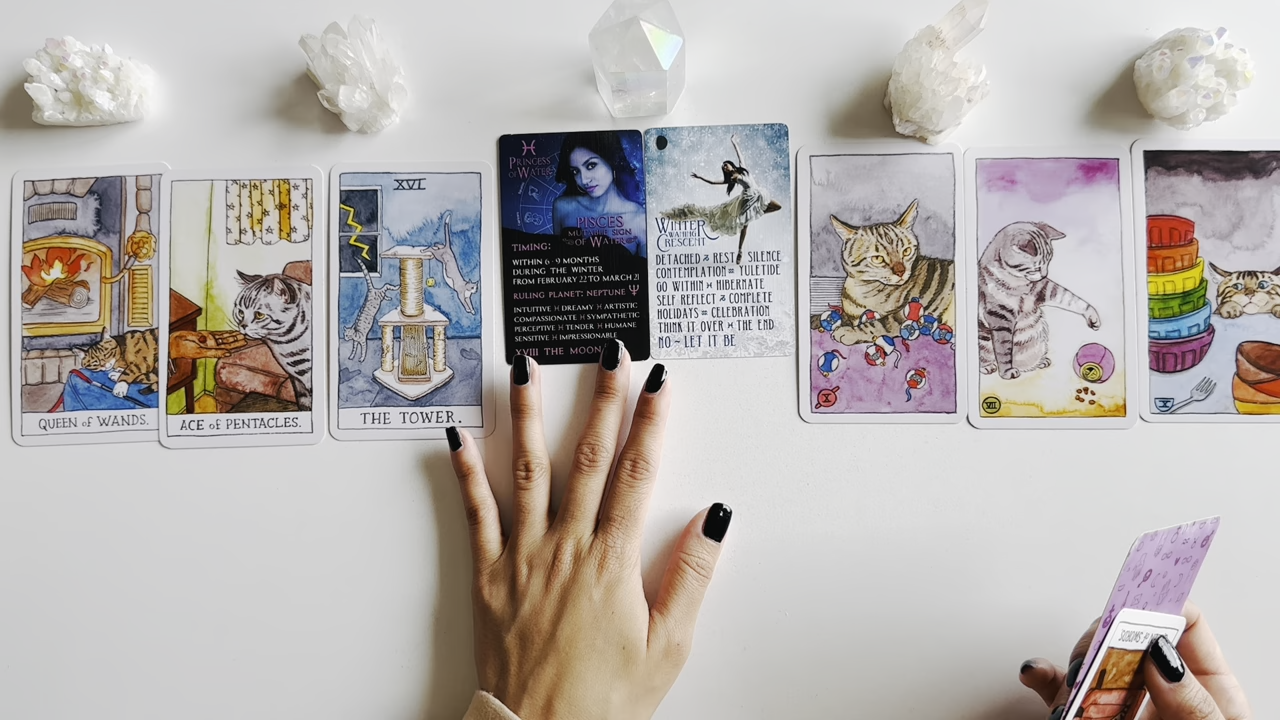 QUEEN of WANDS.
ACE of PENTACLES.
XVI
THE TOWER.
PRINCESS
OF WATER
PISCES
MUTABLE SIGN
OF WATER
TIMING:
WITHIN 6 - 9 MONTHS
DURING THE WINTER
FROM FEBRUARY 22 TO MARCH 21
RULING PLANET: NEPTUNE ♆
INTUITIVE ♓ DREAMY ♓ ARTISTIC
COMPASSIONATE ♓ SYMPATHETIC
PERCEPTIVE ♓ TENDER ♓ HUMANE
SENSITIVE ♓ IMPRESSIONABLE
XVIII THE MOON
WINTER
WANING
CRESCENT
DETACHED REST SILENCE
CONTEMPLATION YULETIDE
GO WITHIN HIBERNATE
SELF REFLECT COMPLETE
HOLIDAYS CELEBRATION
THINK IT OVER THE END
NO ~ LET IT BE
X
VII
X
OF SWORDS